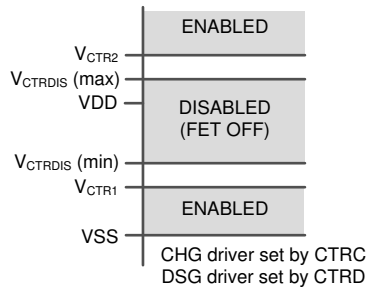 ENABLED
VCTR2
VCTRDIS (max)
VDD
DISABLED
(FET OFF)
VCTRDIS (min)
VCTR1
ENABLED
VSS
CHG driver set by CTRC
DSG driver set by CTRD